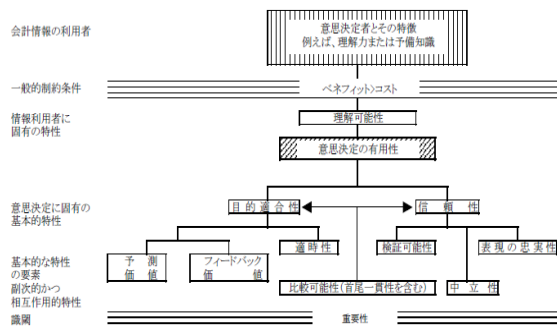 会計情報の利用者
意思決定者とその特徴
例えば、理解力または予備知識
一般的制約条件
ベネフィット>コスト
情報利用者に
固有の特性
理解可能性
意思決定の有用性
意思決定に固有の
基本的特性
目的適合性
信頼性
基本的な特性
の要素
予測
価値
フィードバック
価値
適時性
検証可能性
表現の忠実性
副次的かつ
相互作用的特性
比較可能性(首尾一貫性を含む)
中立性
識閾
重要性